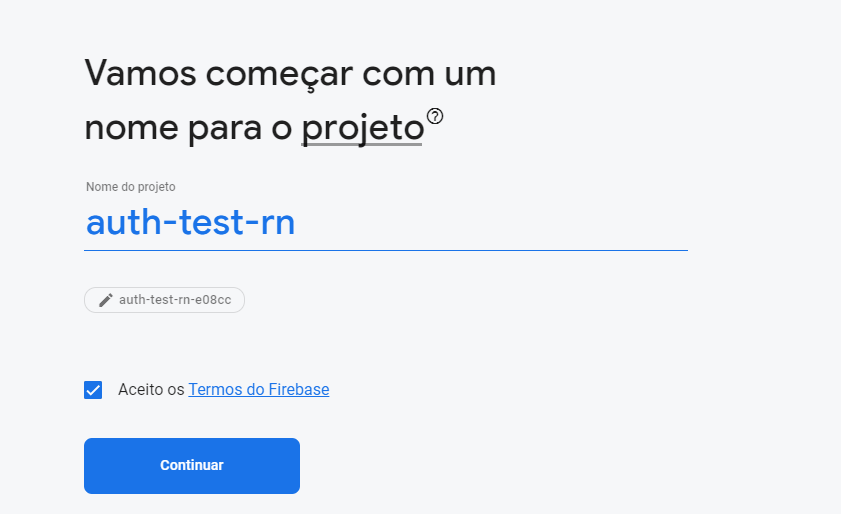 Vamos começar com um
nome para o projeto?
Nome do projeto
auth-test-rn
auth-test-rn-e08cc
Aceito os Termos do Firebase
Continuar